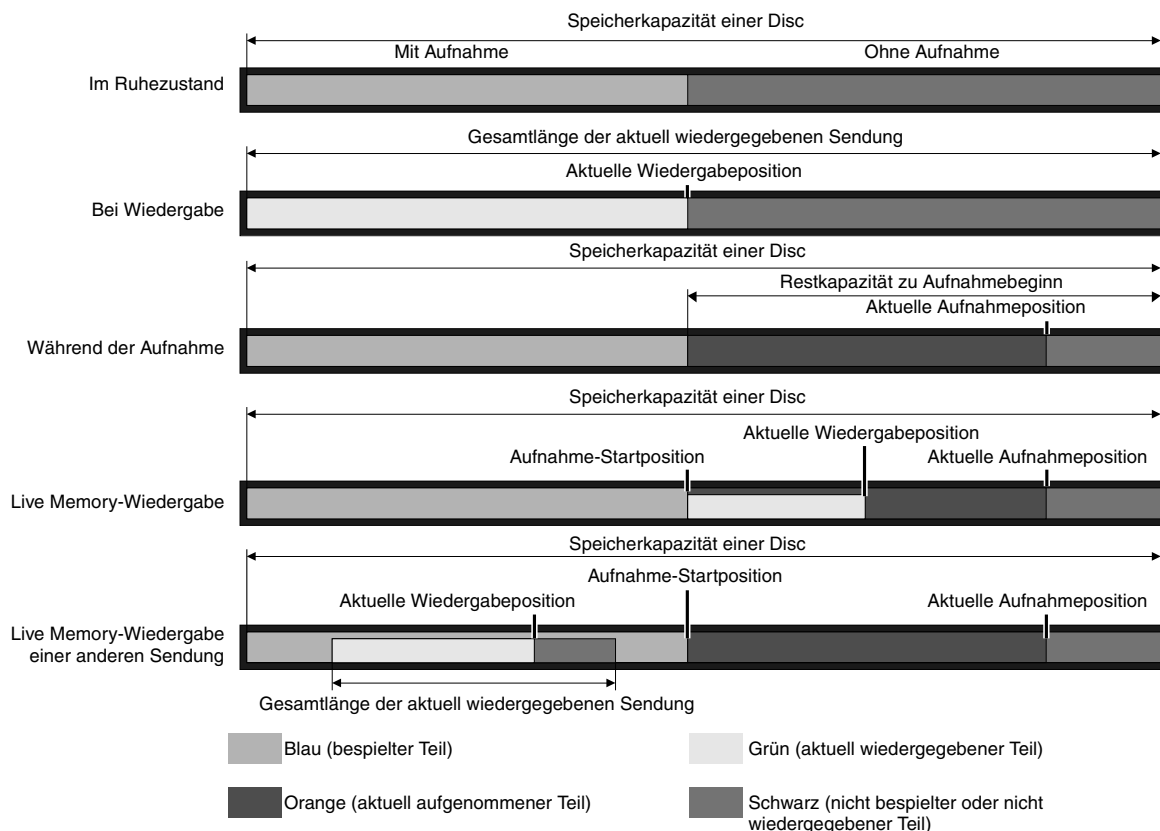 Speicherkapazität einer Disc
Mit Aufnahme
Ohne Aufnahme
Im Ruhezustand
Gesamtlänge der aktuell wiedergegebenen Sendung
Aktuelle Wiedergabeposition
Bei Wiedergabe
Speicherkapazität einer Disc
Restkapazität zu Aufnahmebeginn
Aktuelle Aufnahmeposition
Während der Aufnahme
Speicherkapazität einer Disc
Aktuelle Wiedergabeposition
Aufnahme-Startposition
Aktuelle Aufnahmeposition
Live Memory-Wiedergabe
Speicherkapazität einer Disc
Aufnahme-Startposition
Aktuelle Wiedergabeposition
Aktuelle Aufnahmeposition
Live Memory-Wiedergabe
einer anderen Sendung
Gesamtlänge der aktuell wiedergegebenen Sendung
Blau (bespielter Teil)
Grün (aktuell wiedergegebener Teil)
Orange (aktuell aufgenommener Teil)
Schwarz (nicht bespielter oder nicht
wiedergegebener Teil)